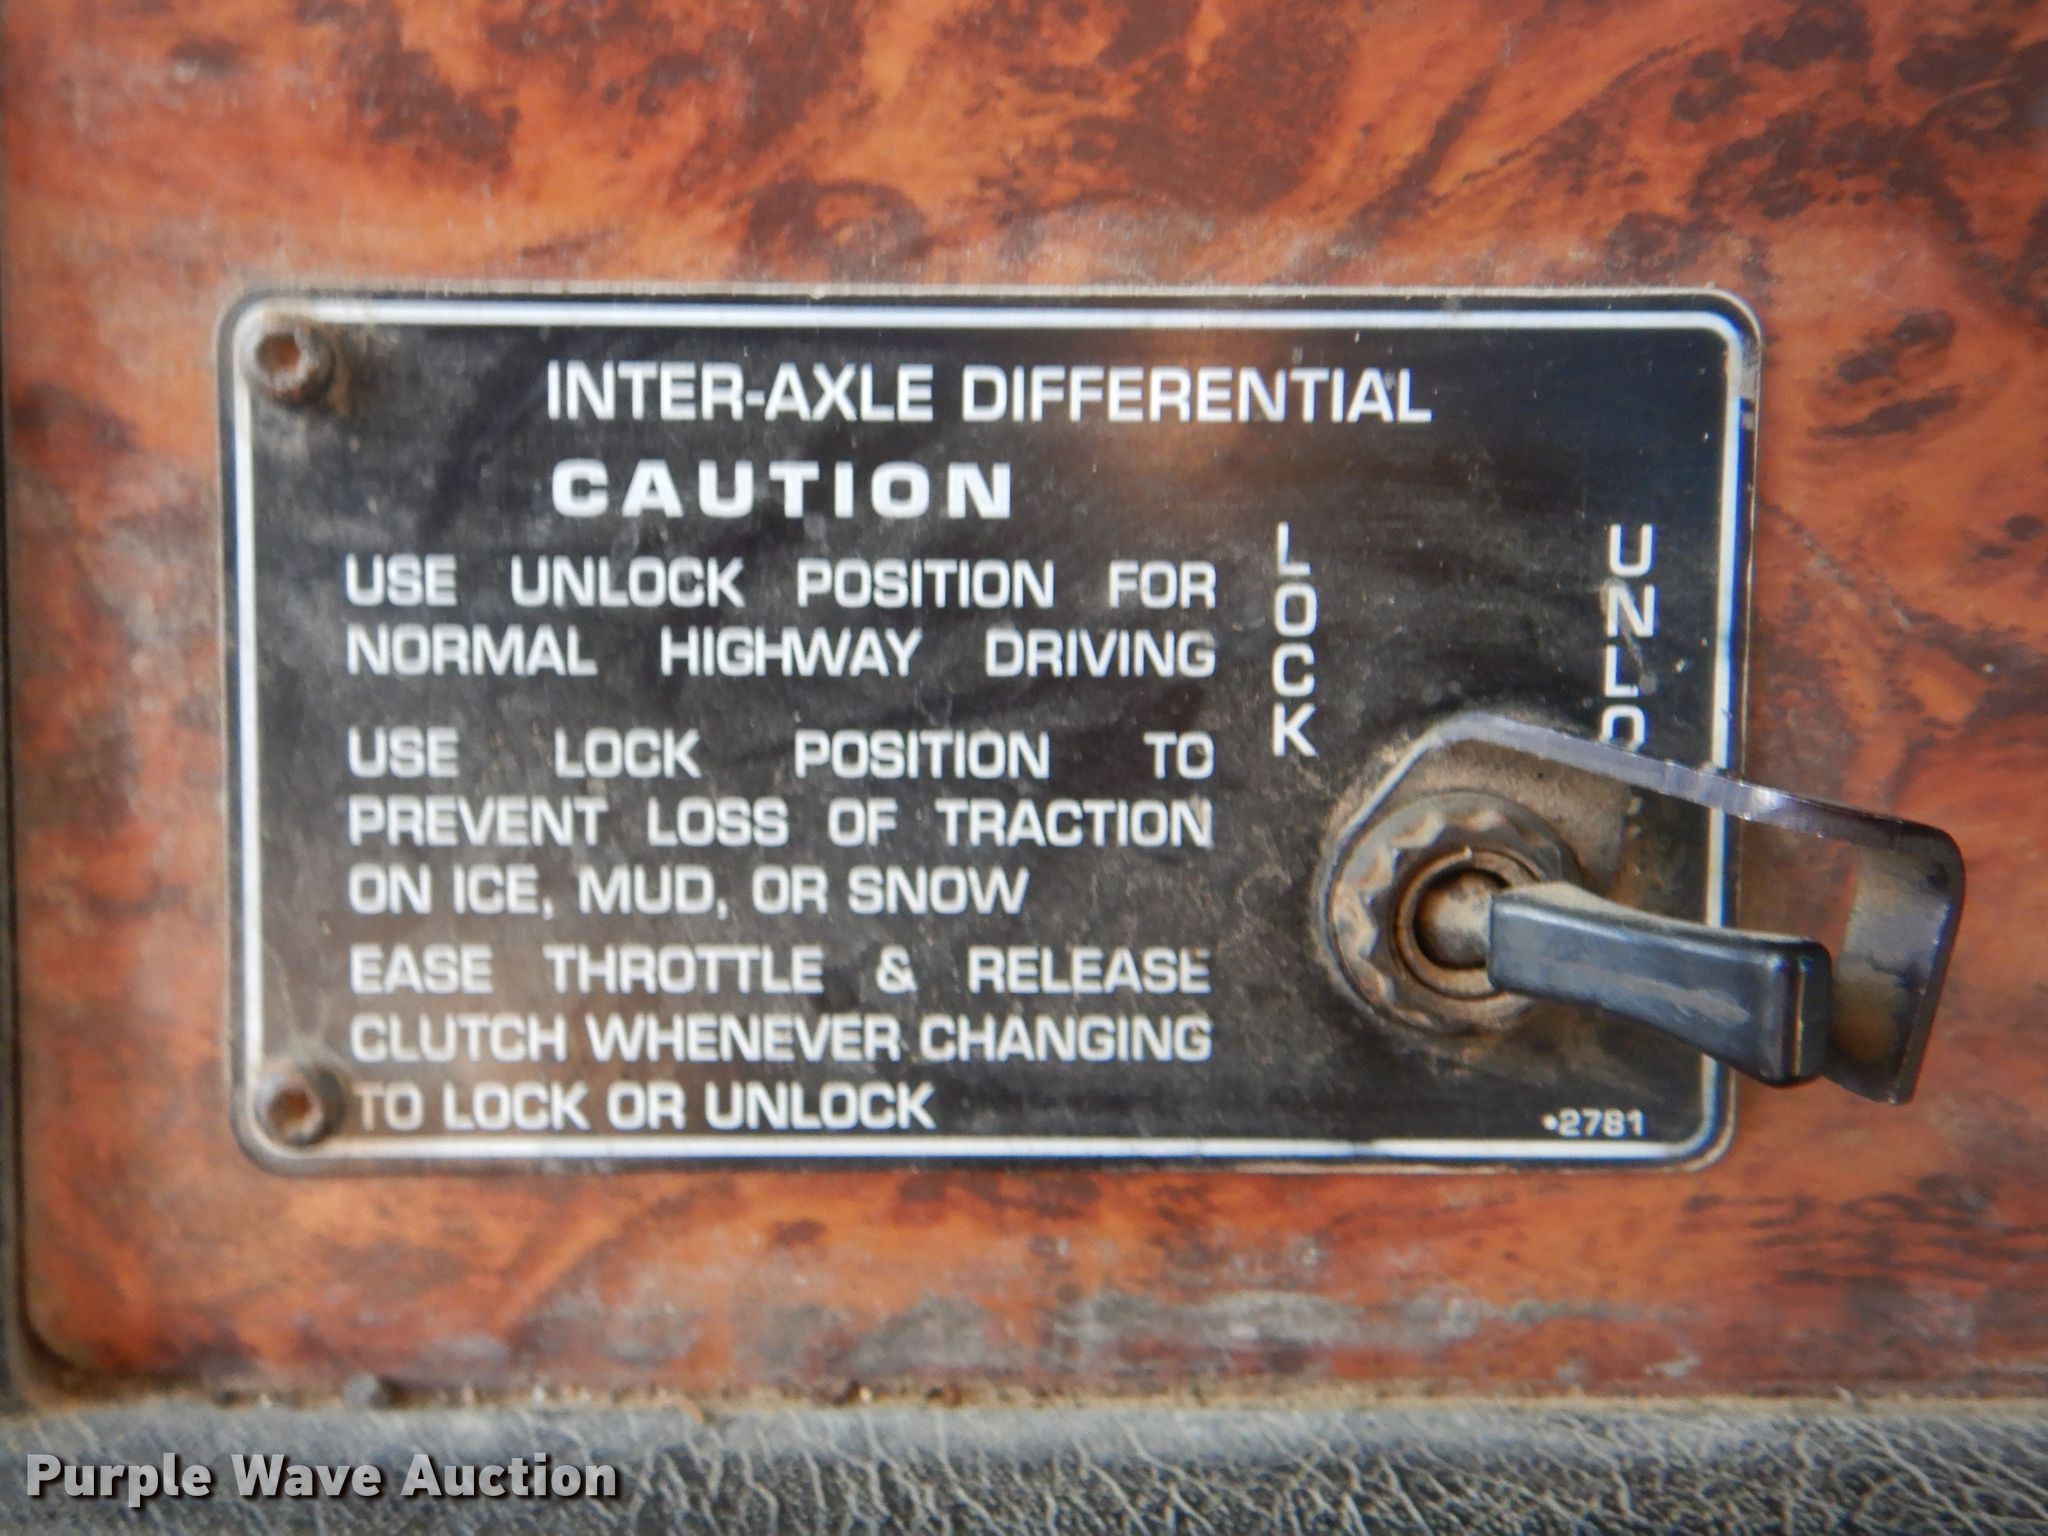 INTER-AXLE DIFFERENTIAL
CAUTION
USE UNLOCK POSITION FOR
NORMAL HIGHWAY DRIVING
USE LOCK POSITION TO
PREVENT LOSS OF TRACTION
ON ICE, MUD, OR SNOW
EASE THROTTLE & RELEASE
CLUTCH WHENEVER CHANGING
TO LOCK OR UNLOCK
LOCK
UNLO
•2781
Purple Wave Auction